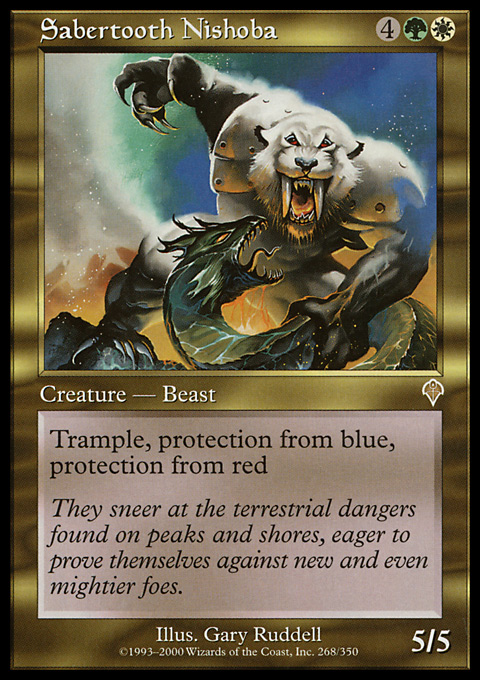 Sabertooth Nishoba 4
Creature — Beast
Trample, protection from blue,
protection from red
They sneer at the terrestrial dangers
found on peaks and shores, eager to
prove themselves against new and even
mightier foes.
Illus. Gary Ruddell
©1993–2000 Wizards of the Coast, Inc. 268/350
5/5